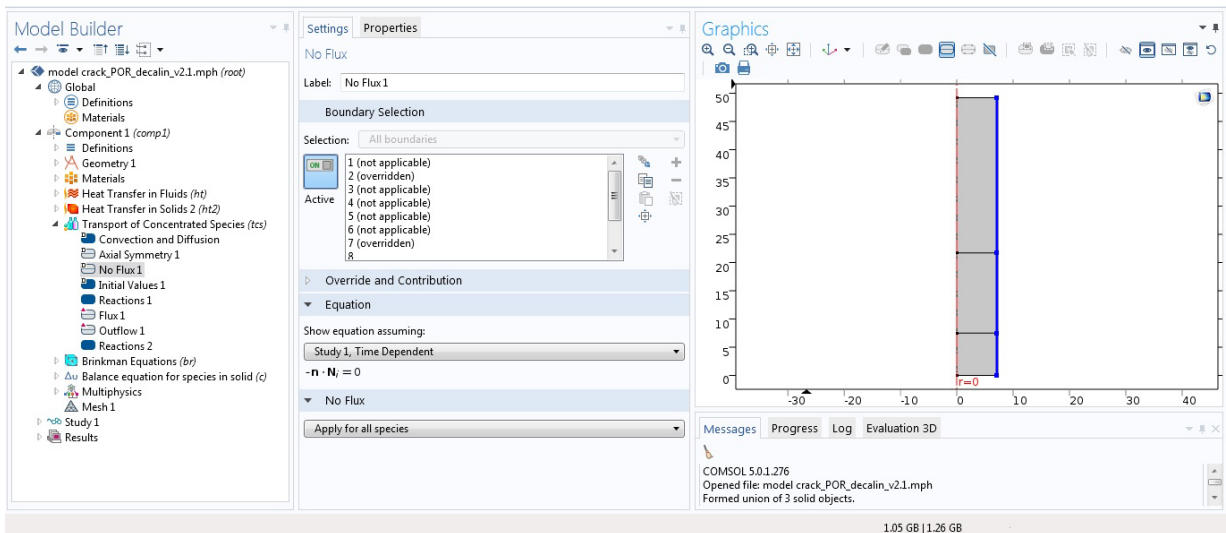 Model Builder
model crack_POR_decalin_v2.1.mph (root)
Global
Definitions
Materials
Component 1 (comp1)
Definitions
Geometry 1
Materials
Heat Transfer in Fluids (ht)
Heat Transfer in Solids 2 (ht2)
Transport of Concentrated Species (tcs)
Convection and Diffusion
Axial Symmetry 1
No Flux 1
Initial Values 1
Reactions 1
Flux 1
Outflow 1
Reactions 2
Brinkman Equations (br)
Δu Balance equation for species in solid (c)
Multiphysics
Mesh 1
Study 1
Results
Settings Properties
No Flux
Label: No Flux 1
Boundary Selection
Selection: All boundaries
ON
Active
1 (not applicable)
2 (overridden)
3 (not applicable)
4 (not applicable)
5 (not applicable)
6 (not applicable)
7 (overridden)
8
Override and Contribution
Equation
Show equation assuming:
Study 1, Time Dependent
-n · Nᵢ = 0
No Flux
Apply for all species
Graphics
50
45
40
35
30
25
20
15
10
5
0
r=0
-30 -20 -10 0 10 20 30 40
Messages Progress Log Evaluation 3D
COMSOL 5.0.1.276
Opened file: model crack_POR_decalin_v2.1.mph
Formed union of 3 solid objects.
1.05 GB | 1.26 GB